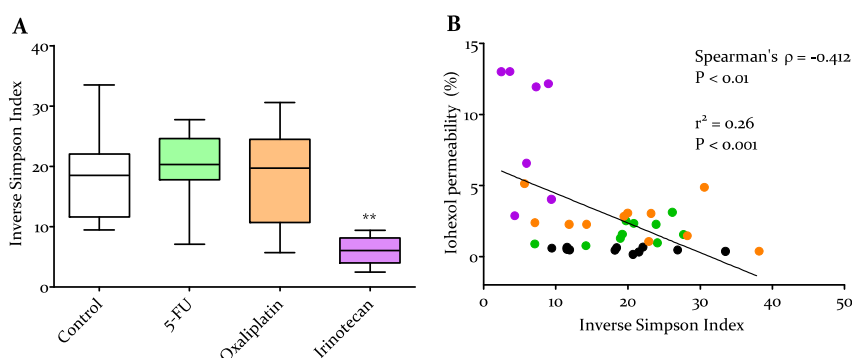 A
Inverse Simpson Index
40
30
20
10
0
**
Control
5-FU
Oxaliplatin
Irinotecan
B
Iohexol permeability (%)
15
10
5
0
Spearman's ρ = -0.412
P < 0.01
r² = 0.26
P < 0.001
0 10 20 30 40 50
Inverse Simpson Index